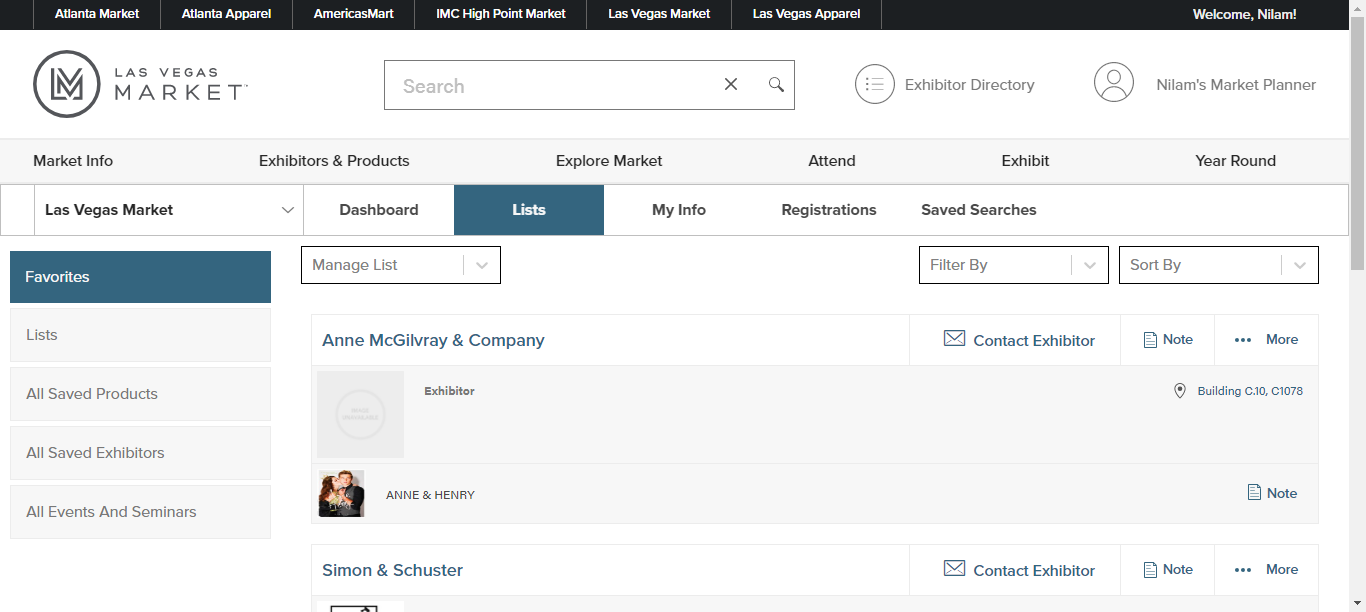 Atlanta Market Atlanta Apparel AmericasMart IMC High Point Market Las Vegas Market Las Vegas Apparel Welcome, Nilam!
LAS VEGAS
MARKET
Search
Exhibitor Directory
Nilam's Market Planner
Market Info Exhibitors & Products Explore Market Attend Exhibit Year Round
Las Vegas Market Dashboard Lists My Info Registrations Saved Searches
Favorites
Lists
All Saved Products
All Saved Exhibitors
All Events And Seminars
Manage List Filter By Sort By
Anne McGilvray & Company Contact Exhibitor Note More
Exhibitor Building C.10, C1078
ANNE & HENRY Note
Simon & Schuster Contact Exhibitor Note More